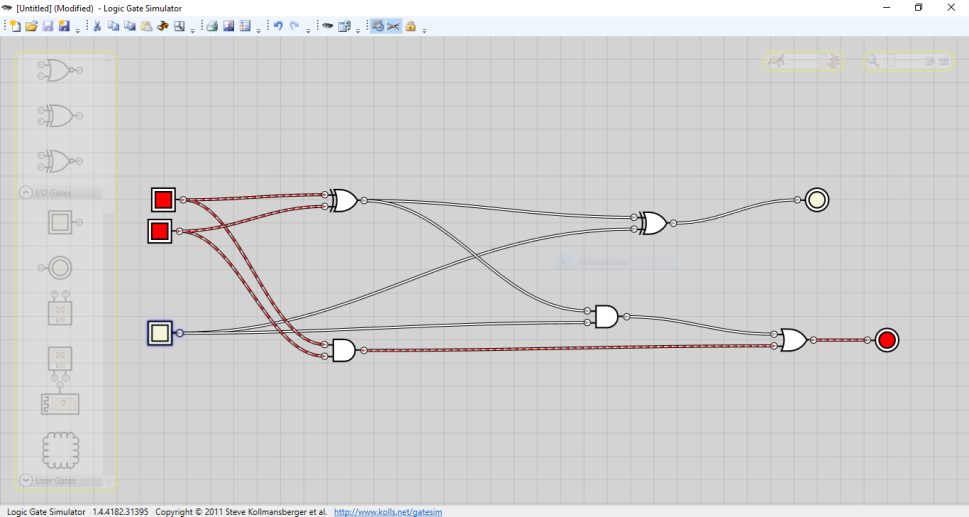 [Untitled] (Modified) - Logic Gate Simulator
I/O Gates
User Gates
Logic Gate Simulator 1.4.4182.31395 Copyright © 2011 Steve Kollmansberger et al. http://www.kolls.net/gatesim